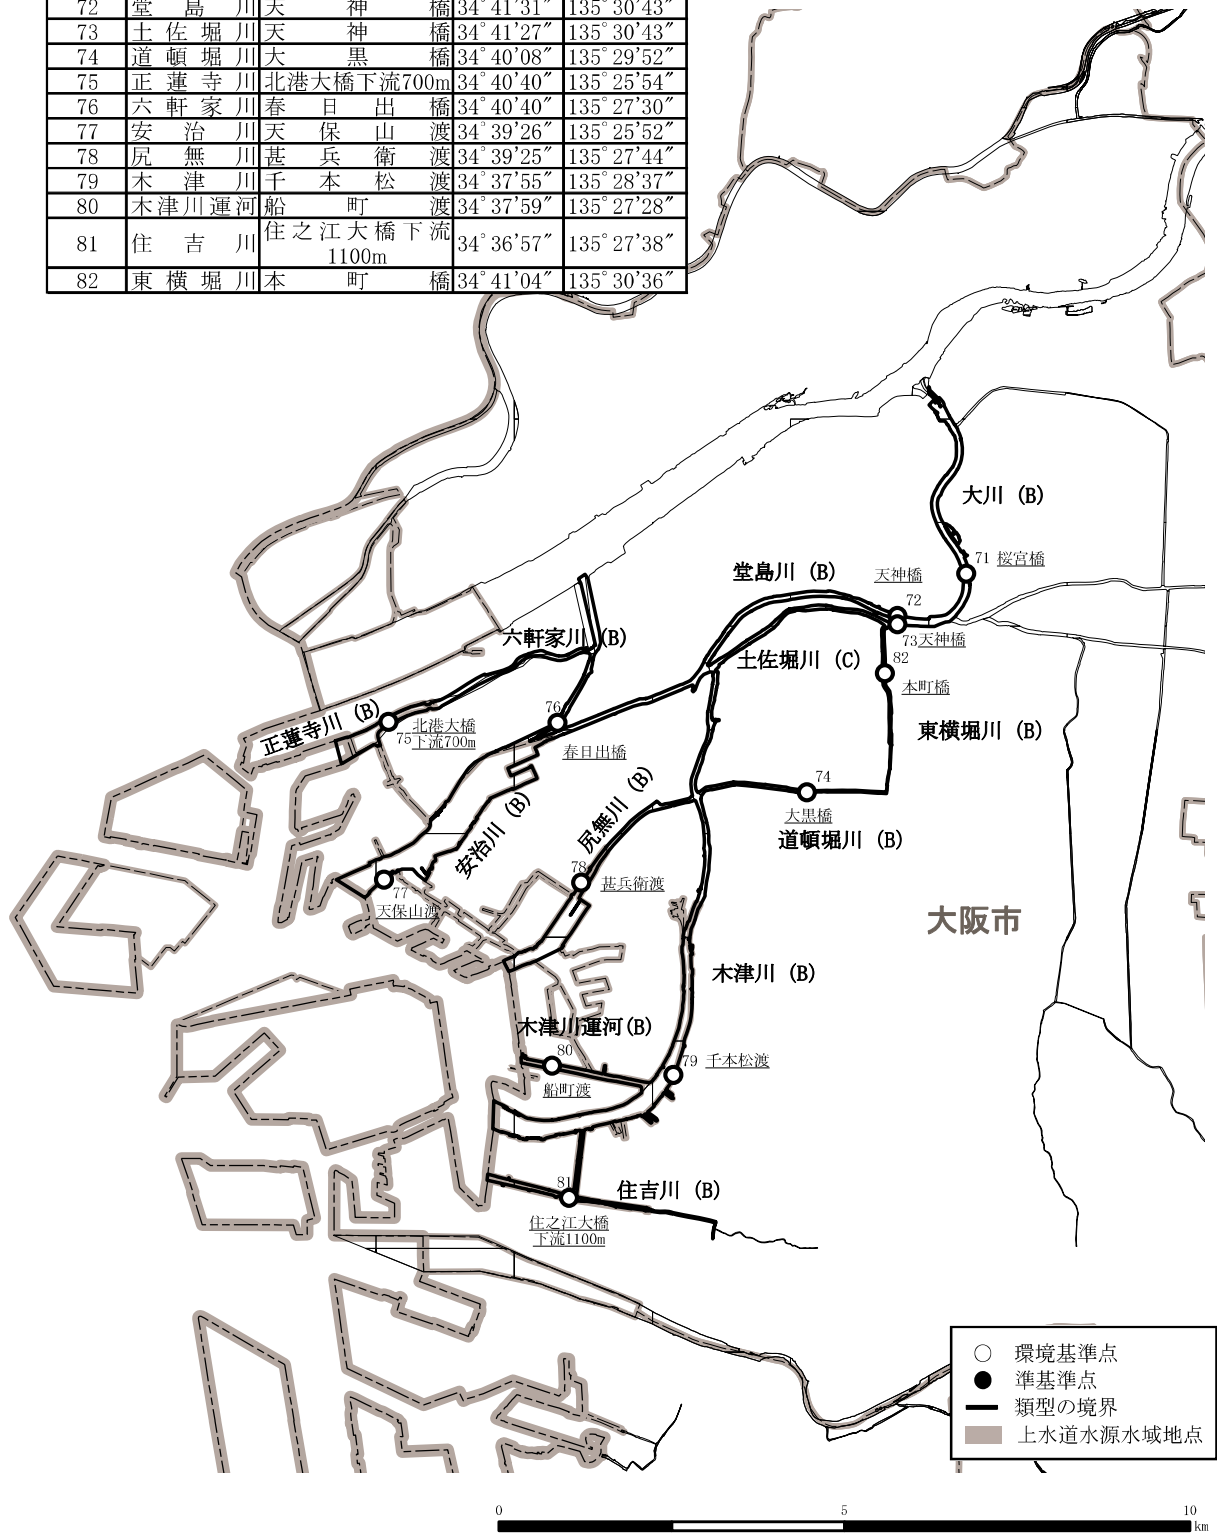 72 堂島川 天神橋 34°41'31" 135°30'43"
73 土佐堀川 天神橋 34°41'27" 135°30'43"
74 道頓堀川 大黒橋 34°40'08" 135°29'52"
75 正蓮寺川 北港大橋下流700m 34°40'40" 135°25'54"
76 六軒家川 春日出橋 34°40'40" 135°27'30"
77 安治川 天保山渡 34°39'26" 135°25'52"
78 尻無川 甚兵衛渡 34°39'25" 135°27'44"
79 木津川 千本松渡 34°37'55" 135°28'37"
80 木津川運河 船町渡 34°37'59" 135°27'28"
81 住吉川 住之江大橋下流1100m 34°36'57" 135°27'38"
82 東横堀川 本町橋 34°41'04" 135°30'36"
大川 (B)
71 桜宮橋
堂島川 (B)
天神橋
72
73天神橋
六軒家川 (B)
土佐堀川 (C)
82
本町橋
正蓮寺川 (B)
76
75
北港大橋
下流700m
春日出橋
東横堀川 (B)
74
大黒橋
道頓堀川 (B)
安治川 (B)
尻無川 (B)
78
甚兵衛渡
77
天保山渡
大阪市
木津川 (B)
木津川運河(B)
80
船町渡
79 千本松渡
81
住吉川 (B)
住之江大橋
下流1100m
環境基準点
準基準点
類型の境界
上水道水源水域地点
0 5 10
km